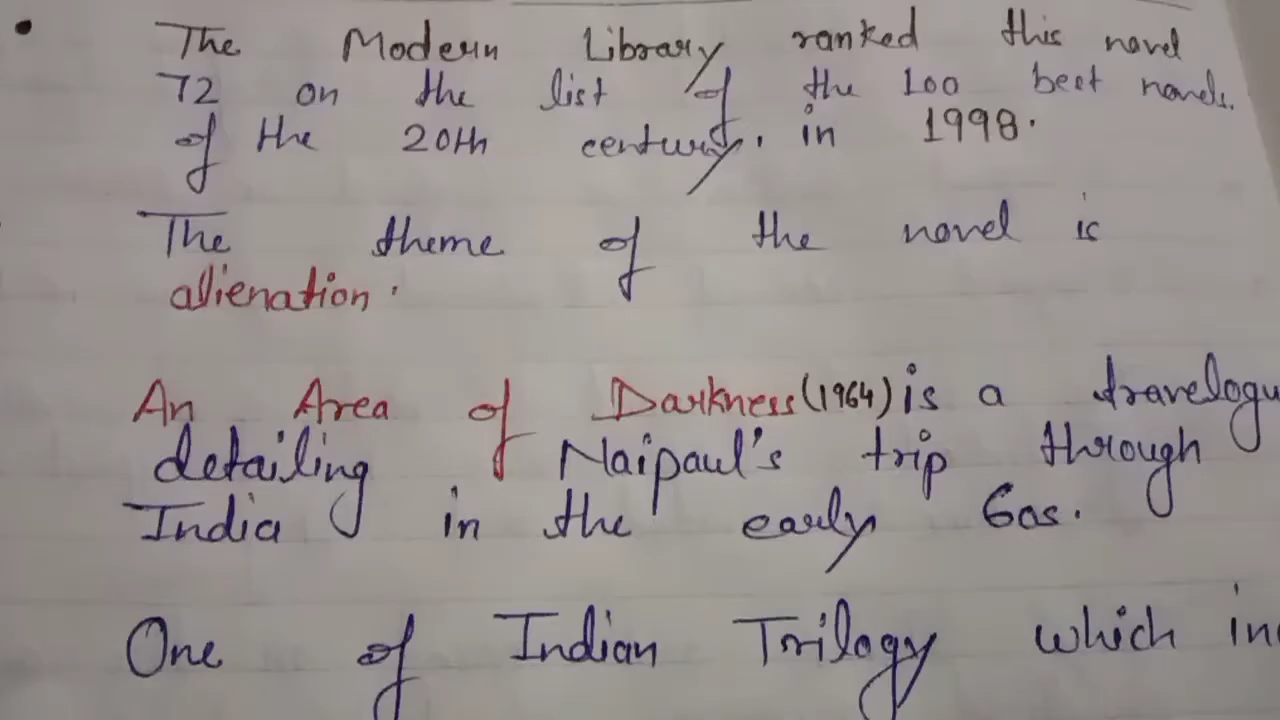 The Modern Library ranked this novel
72 on the list of the 100 best novels.
of the 20th century. in 1998.
The theme of the novel is
alienation.
An Area of Darkness (1964) is a travelogu
detailing Naipaul's trip through
India in the early 60s.
One of Indian Trilogy which in